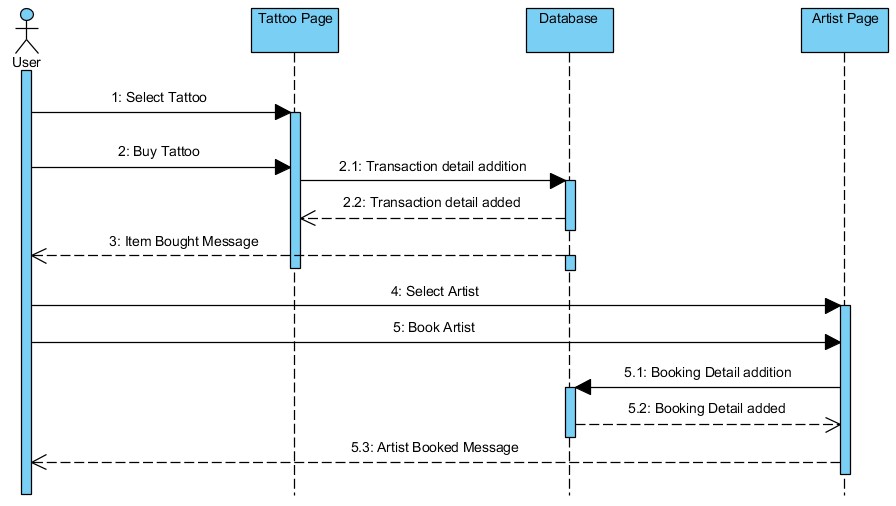 Tattoo Page
Database
Artist Page
User
1: Select Tattoo
2: Buy Tattoo
2.1: Transaction detail addition
2.2: Transaction detail added
3: Item Bought Message
4: Select Artist
5: Book Artist
5.1: Booking Detail addition
5.2: Booking Detail added
5.3: Artist Booked Message